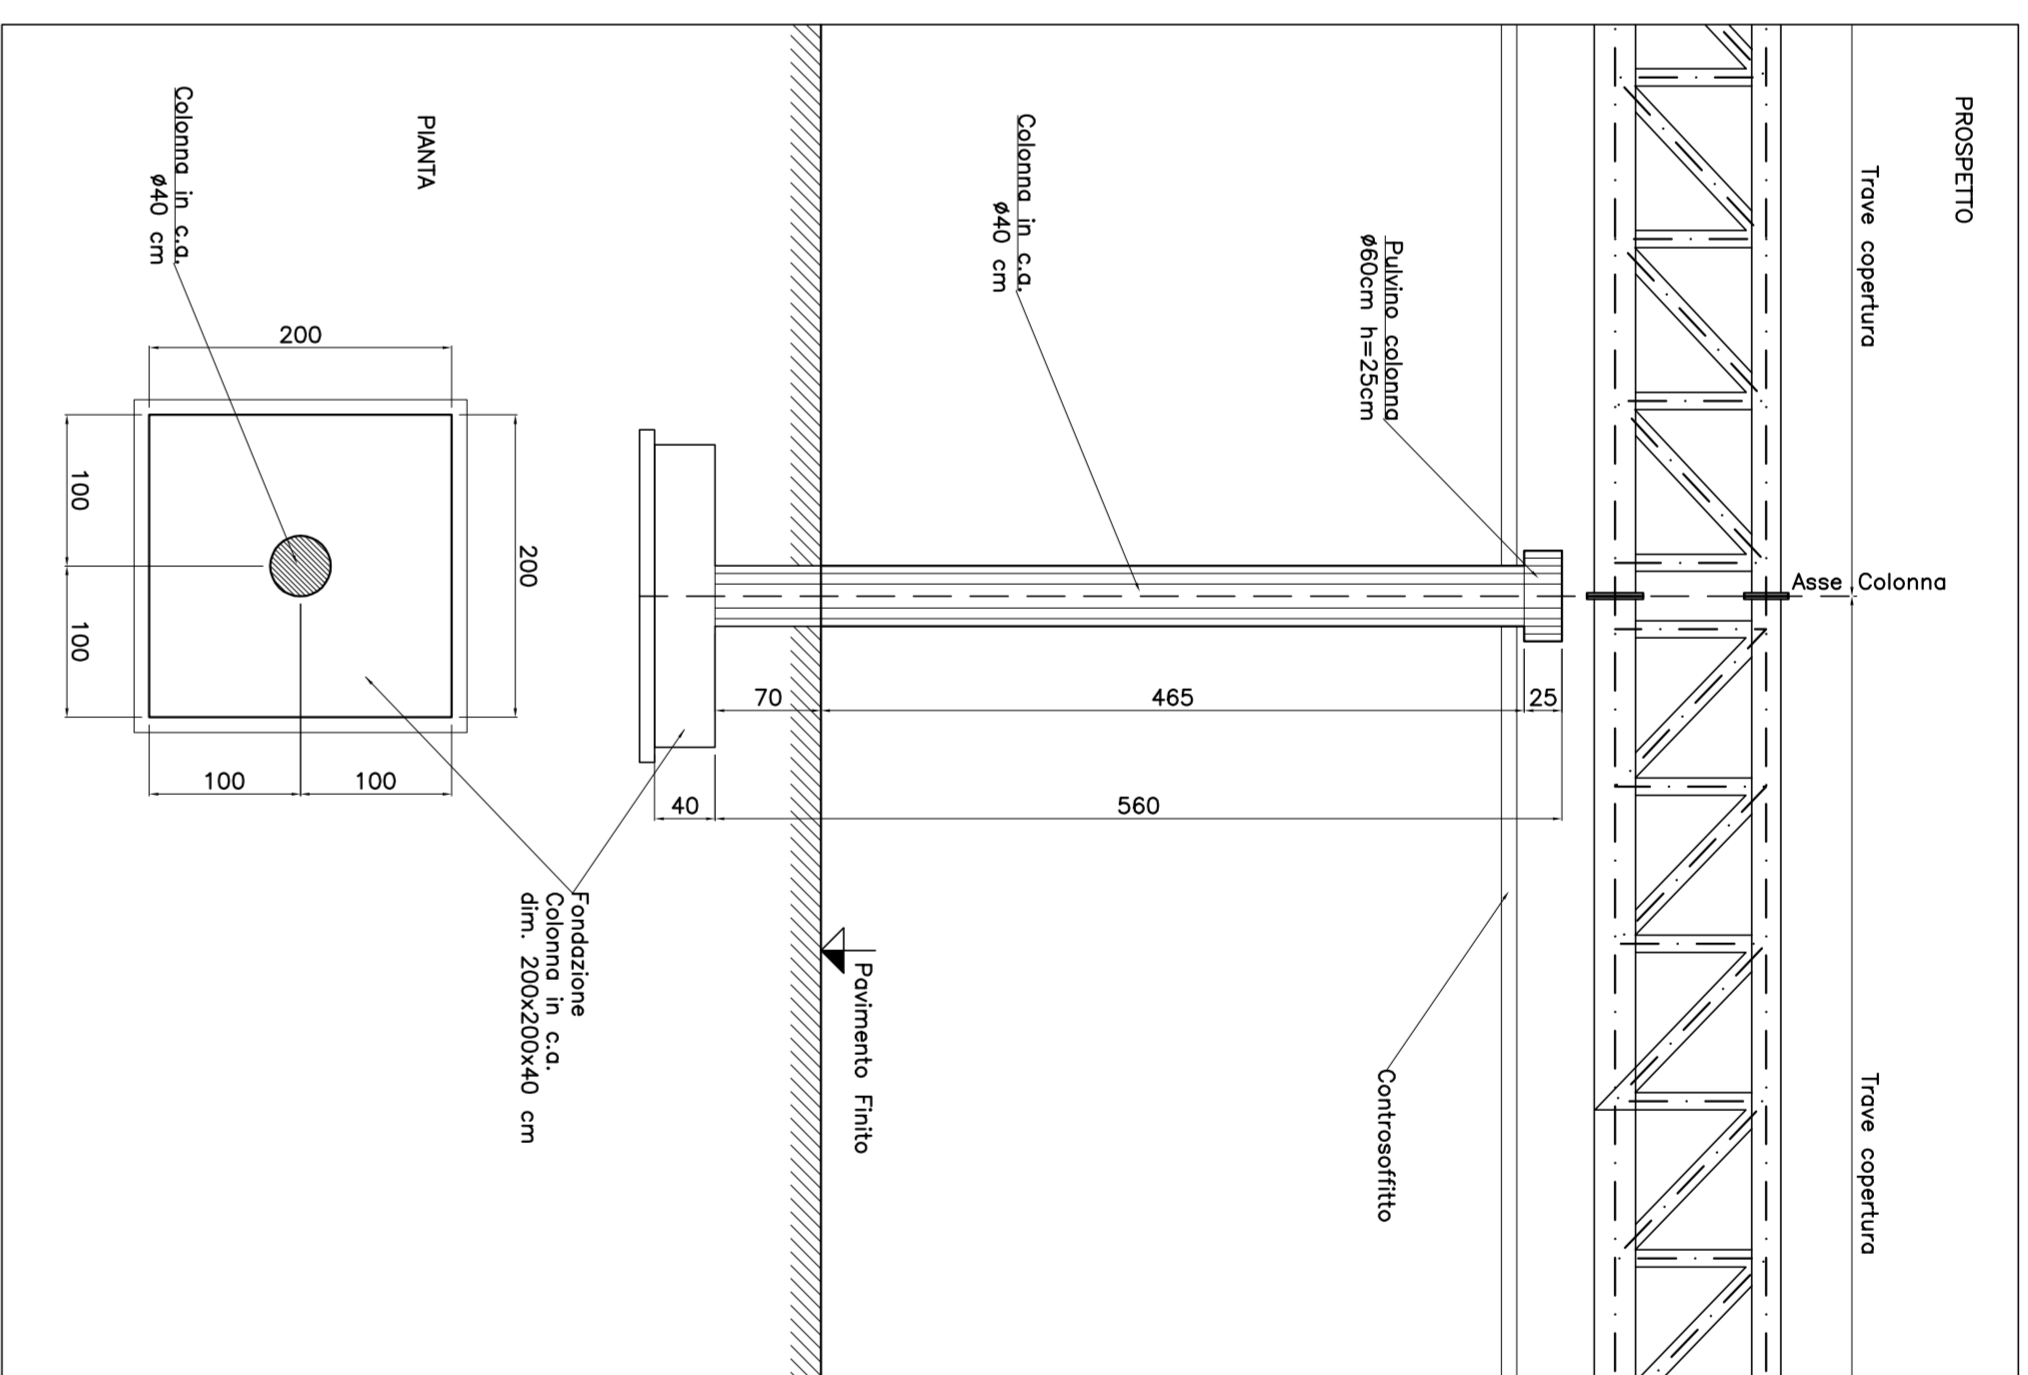 PROSPETTO
Trave copertura
Trave copertura
Asse Colonna
Pulvino colonna
ø60cm h=25cm
Controsoffitto
Colonna in c.a.
ø40 cm
25
465
70
560
40
Pavimento Finito
Fondazione
Colonna in c.a.
dim. 200x200x40 cm
PIANTA
Colonna in c.a.
ø40 cm
200
200
100
100
100
100